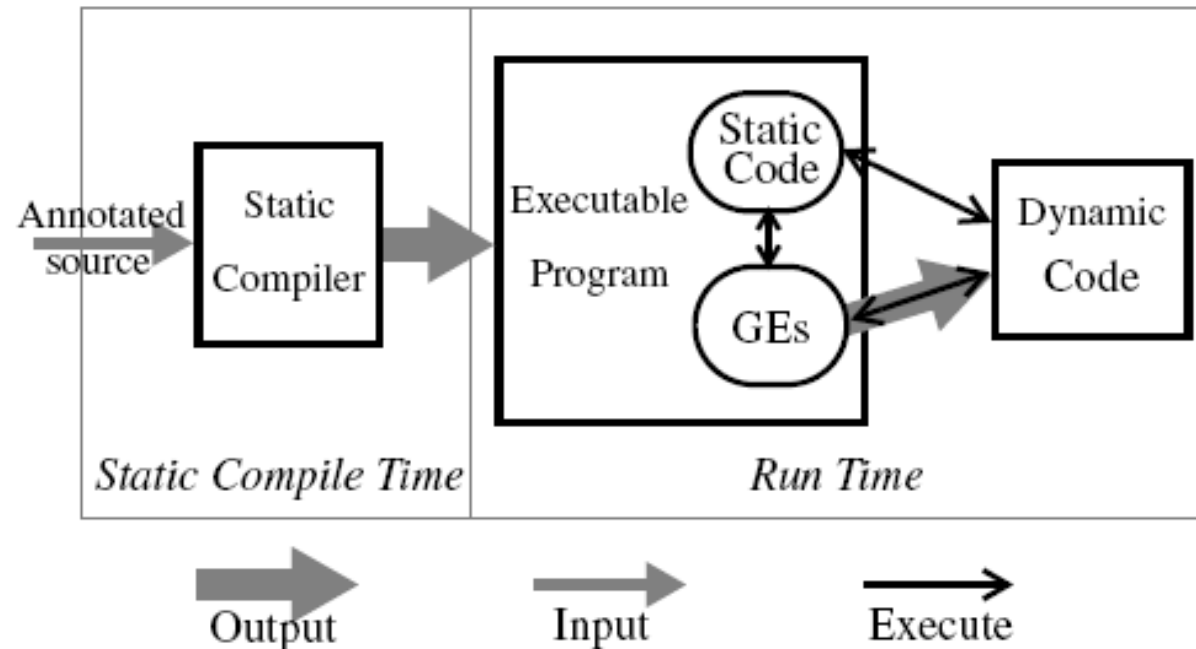 Annotated
source
Static
Compiler
Static Compile Time
Executable
Program
Static
Code
GEs
Dynamic
Code
Run Time
Output
Input
Execute